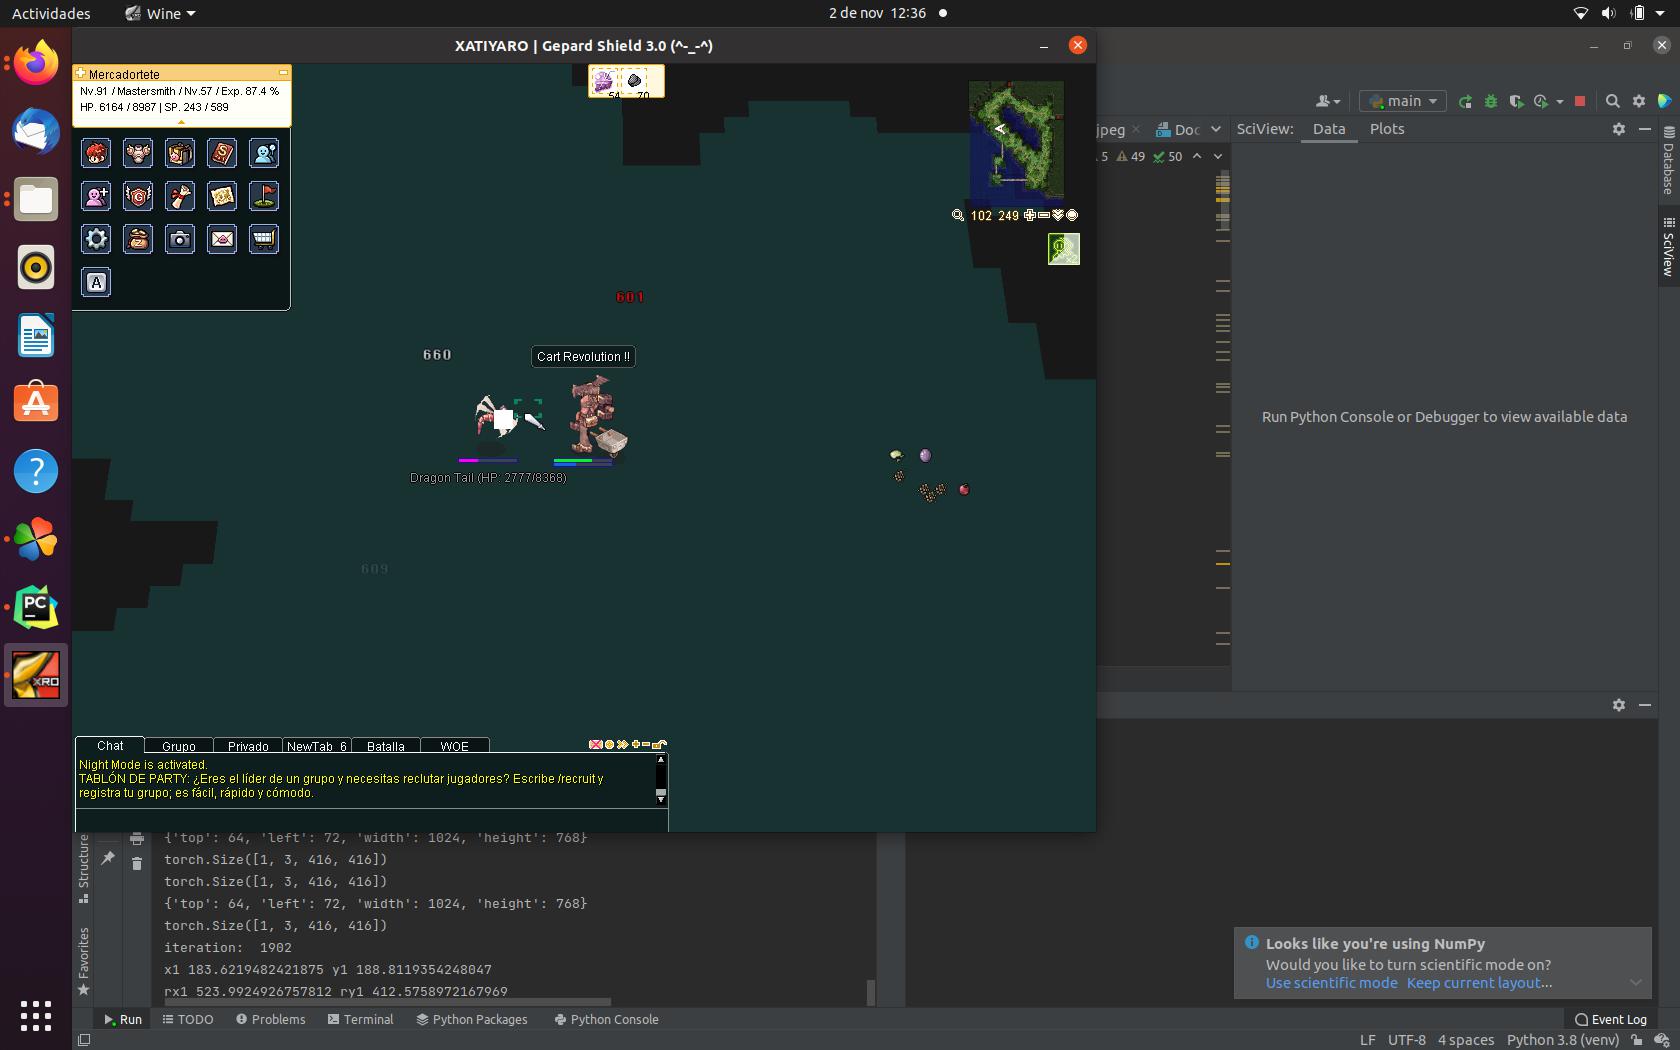 Actividades
Wine
2 de nov 12:36
XATIYARO | Gepard Shield 3.0 (^-_-^)
Mercadortete
Nv.91 / Mastersmith / Nv.57 / Exp. 87.4 %
HP. 6164 / 8987 | SP. 243 / 589
54 70
102 249
x2
601
660
Cart Revolution !!
Dragon Tail (HP: 2777/8368)
609
Chat Grupo Privado NewTab_6 Batalla WOE
Night Mode is activated.
TABLÓN DE PARTY: ¿Eres el líder de un grupo y necesitas reclutar jugadores? Escribe /recruit y
registra tu grupo; es fácil, rápido y cómodo.
main
jpeg
Doc
SciView: Data Plots
5 49 50
Database
SciView
Run Python Console or Debugger to view available data
PC
XRO
Structure
Favorites
{'top': 64, 'left': 72, 'width': 1024, 'height': 768}
torch.Size([1, 3, 416, 416])
torch.Size([1, 3, 416, 416])
{'top': 64, 'left': 72, 'width': 1024, 'height': 768}
torch.Size([1, 3, 416, 416])
iteration: 1902
x1 183.6219482421875 y1 188.8119354248047
rx1 523.9924926757812 ry1 412.5758972167969
Looks like you're using NumPy
Would you like to turn scientific mode on?
Use scientific mode Keep current layout...
Run TODO Problems Terminal Python Packages Python Console
Event Log
LF UTF-8 4 spaces Python 3.8 (venv)